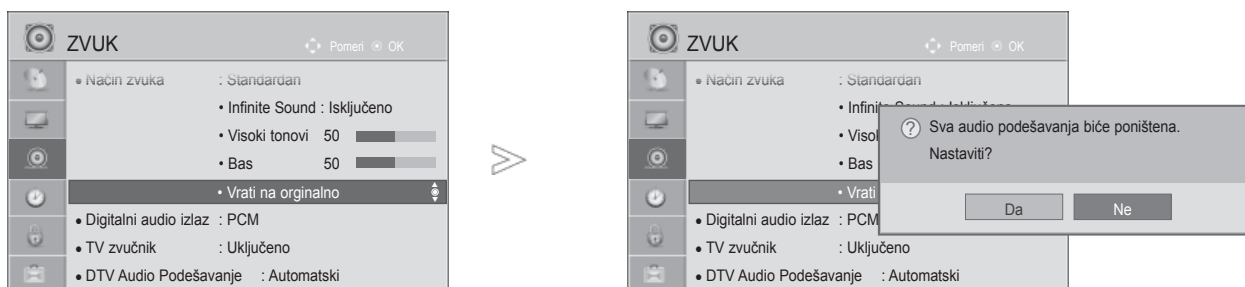 ZVUK
Pomeri OK
• Način zvuka : Standardan
• Infinite Sound : Isključeno
• Visoki tonovi 50
• Bas 50
• Vrati na orginalno
• Digitalni audio izlaz : PCM
• TV zvučnik : Uključeno
• DTV Audio Podešavanje : Automatski
ZVUK
Pomeri OK
• Način zvuka : Standardan
• Infinite Sound : Isključeno
• Visok
• Bas
• Vrati
• Digitalni audio izlaz : PCM
• TV zvučnik : Uključeno
• DTV Audio Podešavanje : Automatski
Sva audio podešavanja biće poništena.
Nastaviti?
Da
Ne